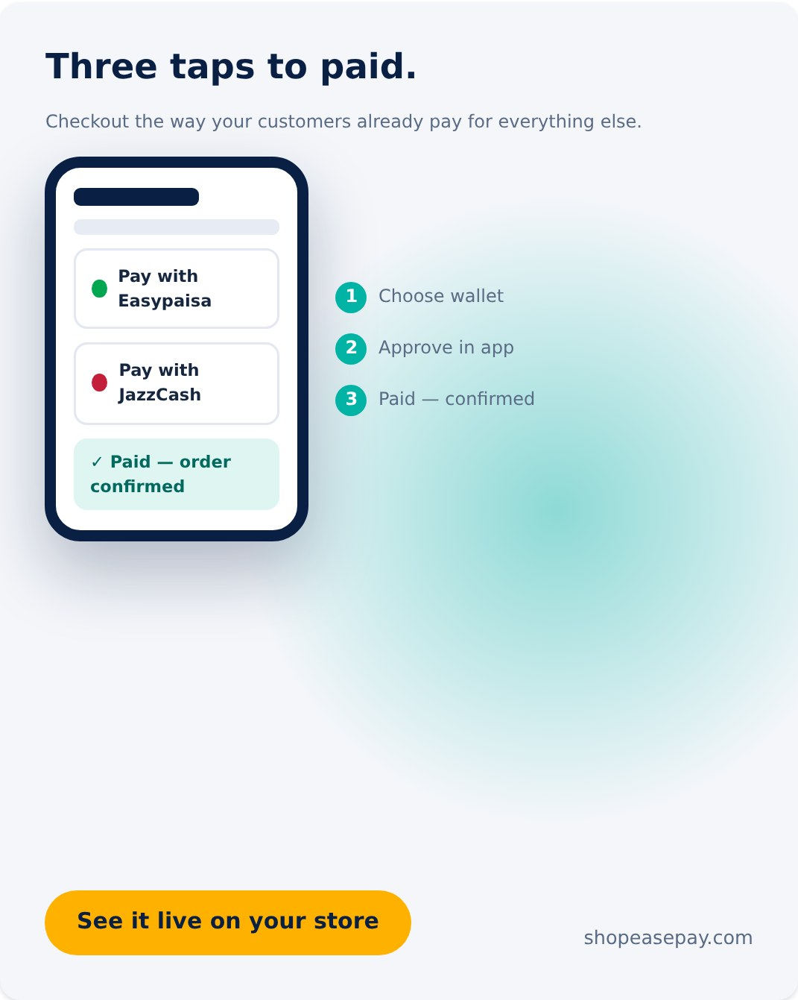 Three taps to paid.
Checkout the way your customers already pay for everything else.
Pay with
Easypaisa
Pay with
JazzCash
✓ Paid — order
confirmed
1 Choose wallet
2 Approve in app
3 Paid — confirmed
See it live on your store
shopeasepay.com